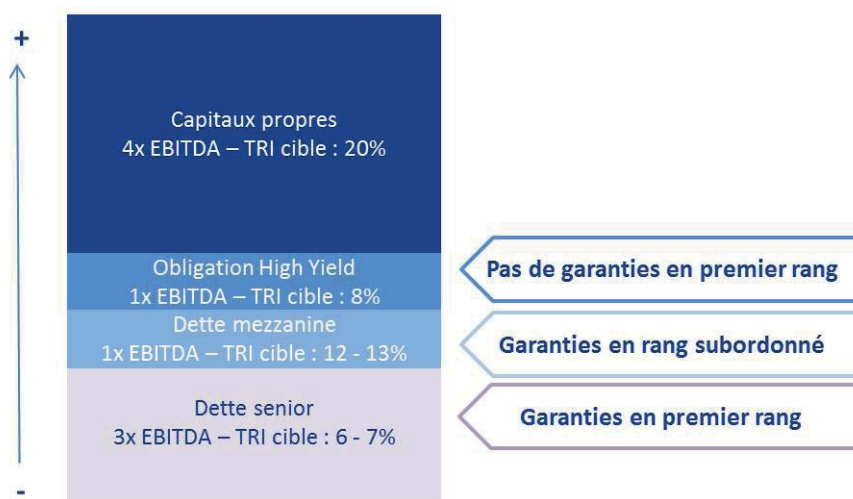 +
Capitaux propres
4x EBITDA – TRI cible : 20%
Obligation High Yield
1x EBITDA – TRI cible : 8%
Pas de garanties en premier rang
Dette mezzanine
1x EBITDA – TRI cible : 12 - 13%
Garanties en rang subordonné
Dette senior
3x EBITDA – TRI cible : 6 - 7%
Garanties en premier rang
-